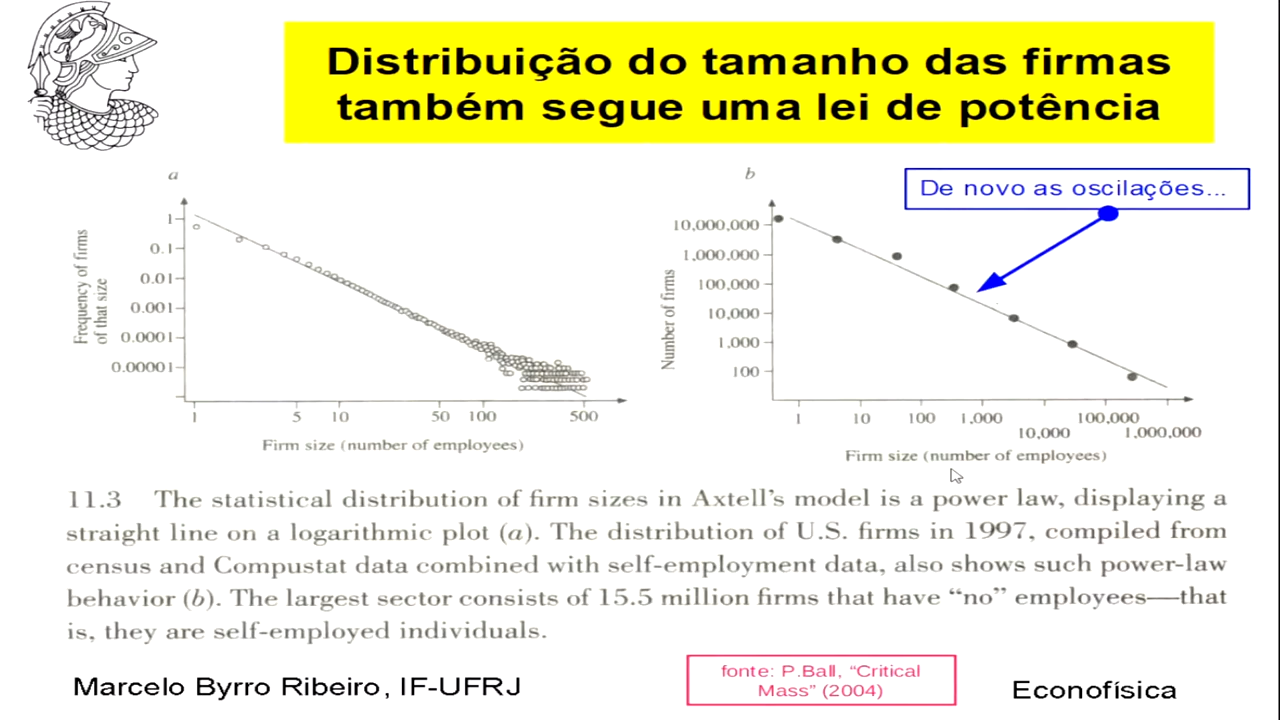 Distribuição do tamanho das firmas
também segue uma lei de potência
a
Frequency of firms
of that size
1
0.1
0.01
0.001
0.0001
0.00001
1 5 10 50 100 500
Firm size (number of employees)
b
De novo as oscilações...
Number of firms
10,000,000
1,000,000
100,000
10,000
1,000
100
1 10 100 1,000 100,000
10,000 1,000,000
Firm size (number of employees)
11.3 The statistical distribution of firm sizes in Axtell's model is a power law, displaying a
straight line on a logarithmic plot (a). The distribution of U.S. firms in 1997, compiled from
census and Compustat data combined with self-employment data, also shows such power-law
behavior (b). The largest sector consists of 15.5 million firms that have “no” employees—that
is, they are self-employed individuals.
Marcelo Byrro Ribeiro, IF-UFRJ
fonte: P.Ball, “Critical
Mass” (2004)
Econofísica